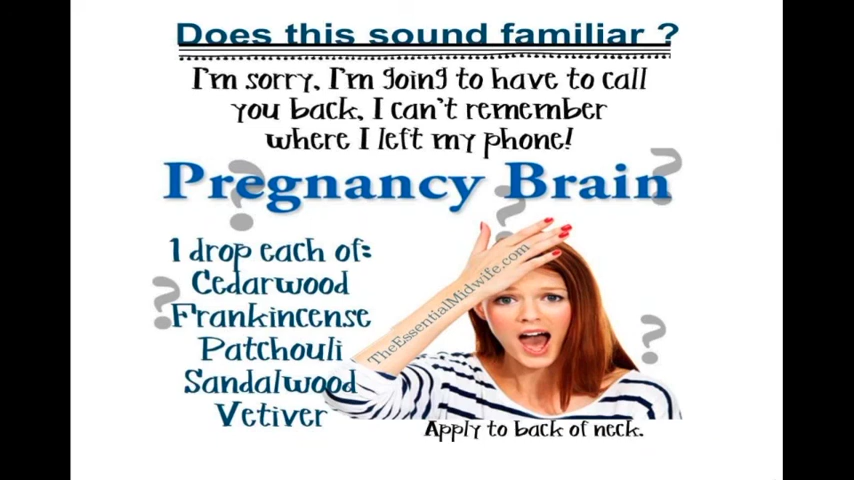 Does this sound familiar ?
I'm sorry, I'm going to have to call
you back, I can't remember
where I left my phone!
Pregnancy Brain
1 drop each of:
Cedarwood
Frankincense
Patchouli
Sandalwood
Vetiver
TheEssentialMidwife.com
Apply to back of neck.